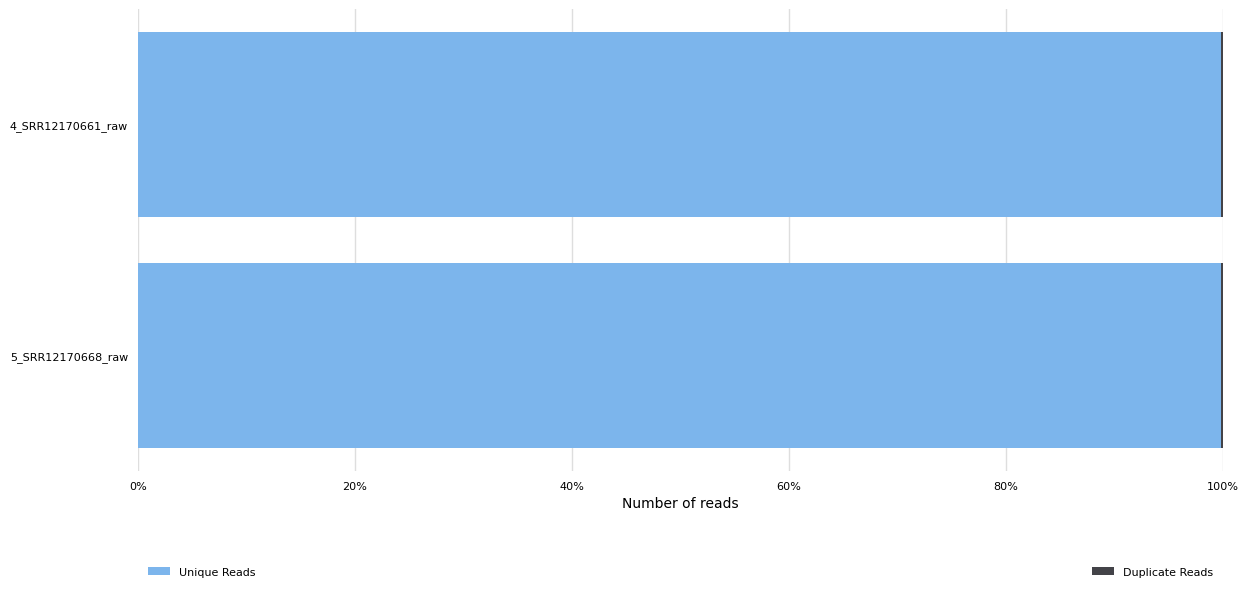 4_SRR12170661_raw
5_SRR12170668_raw
0% 20% 40% 60% 80% 100%
Number of reads
Unique Reads Duplicate Reads